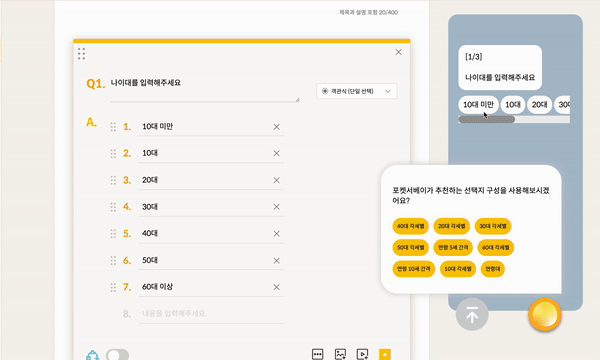 제목과 설명 포함 20/400
Q1. 나이대를 입력해주세요
객관식 (단일 선택)
A.
1. 10대 미만
2. 10대
3. 20대
4. 30대
5. 40대
6. 50대
7. 60대 이상
8. 내용을 입력해주세요.
[1/3]
나이대를 입력해주세요
10대 미만 10대 20대 30대
포켓서베이가 추천하는 선택지 구성을 사용해보시겠
어요?
40대 각세별 20대 각세별 30대 각세별
50대 각세별 연령 5세 간격 60대 각세별
연령 10세 간격 10대 각세별 연령대